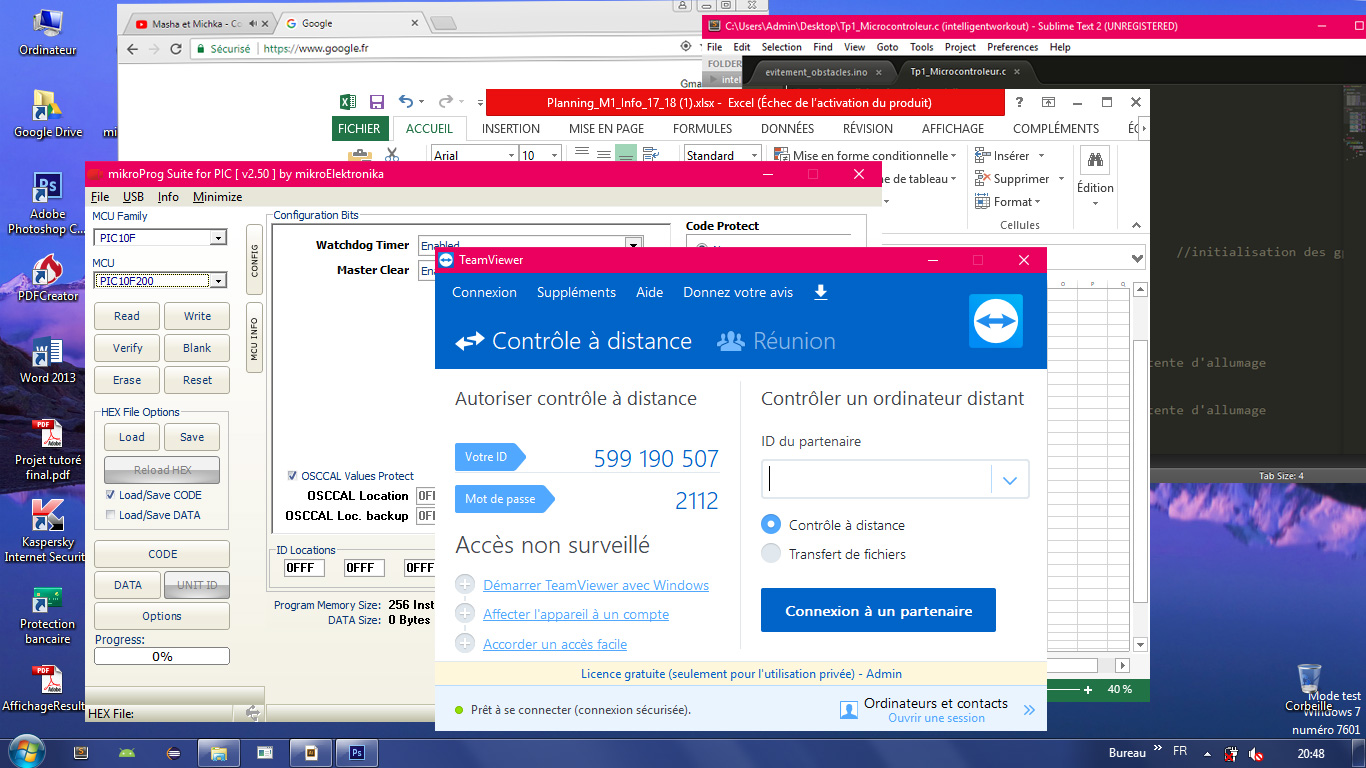 Ordinateur
Google Drive
Adobe
Photoshop C...
PDFCreator
Word 2013
Projet tutoré
final.pdf
Kaspersky
Internet Securit
Protection
bancaire
AffichageResult
Masha et Michka - Co
Google
Sécurisé
https://www.google.fr
C:\Users\Admin\Desktop\Tp1_Microcontroleur.c (intelligentworkout) - Sublime Text 2 (UNREGISTERED)
File Edit Selection Find View Goto Tools Project Preferences Help
FOLDER
intel
evitement_obstacles.ino
Tp1_Microcontroleur.c
//initialisation des g
tente d'allumage
tente d'allumage
Tab Size: 4
Planning_M1_Info_17_18 (1).xlsx - Excel (Échec de l'activation du produit)
FICHIER ACCUEIL INSERTION MISE EN PAGE FORMULES DONNÉES RÉVISION AFFICHAGE COMPLÉMENTS
Arial 10 Standard
Mise en forme conditionnelle
de tableau
Insérer
Supprimer
Format
Cellules
Édition
40 %
mikroProg Suite for PIC [ v2.50 ] by mikroElektronika
File USB Info Minimize
MCU Family
PIC10F
MCU
PIC10F200
Read Write
Verify Blank
Erase Reset
HEX File Options
Load Save
Reload HEX
Load/Save CODE
Load/Save DATA
CODE
DATA UNIT ID
Options
Progress:
0%
HEX File:
CONFIG
MCU INFO
Configuration Bits
Watchdog Timer Enabled
Master Clear Ena
Code Protect
OSCCAL Values Protect
OSCCAL Location 0FF
OSCCAL Loc. backup 0FF
ID Locations
0FFF 0FFF 0FFF
Program Memory Size: 256 Inst
DATA Size: 0 Bytes
TeamViewer
Connexion Suppléments Aide Donnez votre avis
Contrôle à distance Réunion
Autoriser contrôle à distance
Votre ID 599 190 507
Mot de passe 2112
Accès non surveillé
Démarrer TeamViewer avec Windows
Affecter l'appareil à un compte
Accorder un accès facile
Contrôler un ordinateur distant
ID du partenaire
Contrôle à distance
Transfert de fichiers
Connexion à un partenaire
Licence gratuite (seulement pour l'utilisation privée) - Admin
Prêt à se connecter (connexion sécurisée).
Ordinateurs et contacts
Ouvrir une session
Corbeille
Mode test
Windows 7
numéro 7601
Bureau FR 20:48